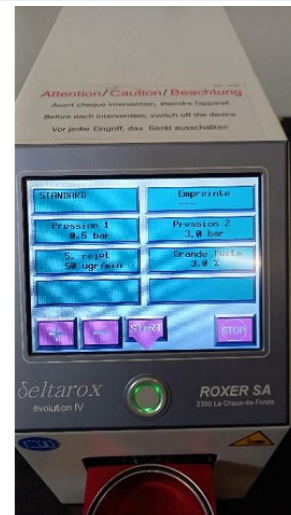 Attention/Caution/Beachtung
Avant chaque intervention, éteindre l'appareil
Before each intervention, switch off the device
Vor jeder Eingriff, das Gerät ausschalten
STANDARD
Empreinte
---
Pression 1
0.5 bar
Pression 2
3.0 bar
S. rejet
50 ugr/min
Grande fuite
3.0 %
+
-
START
STOP
deltarox
évolution IV
ROXER SA
2300 La Chaux-de-Fonds